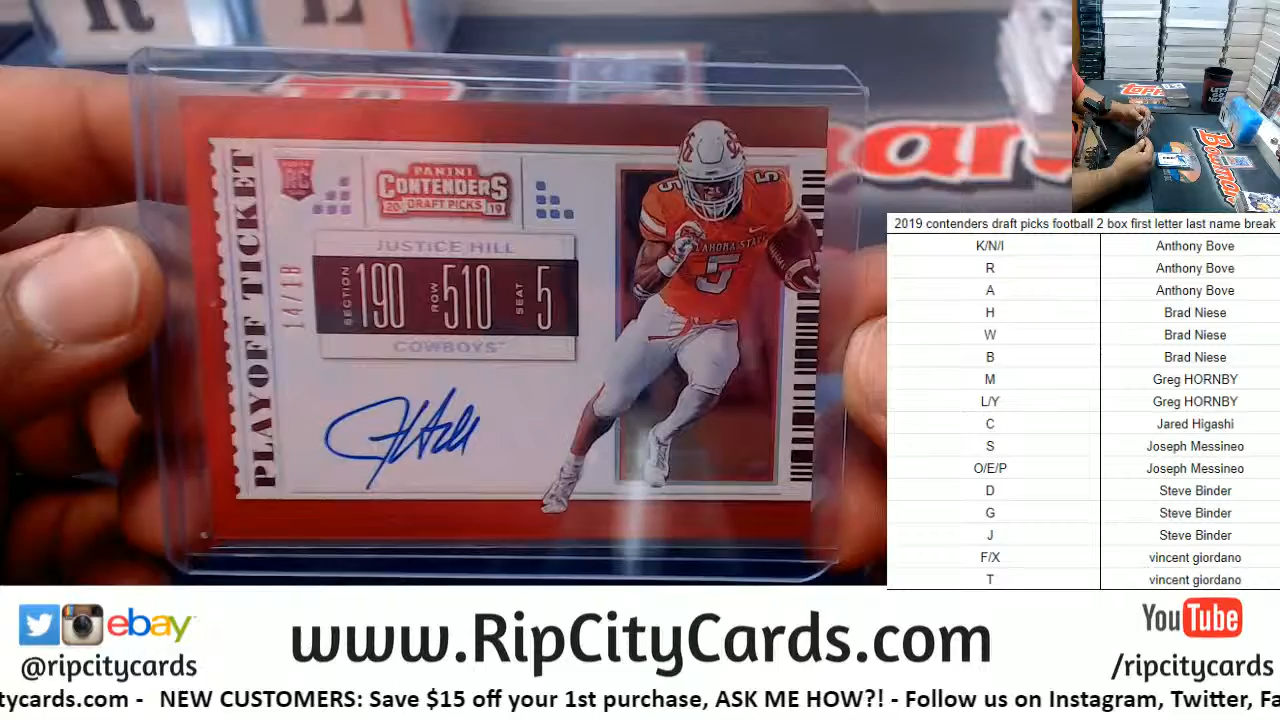 PLAYOFF TICKET
14/18
RC
PANINI
CONTENDERS
20 DRAFT PICKS 19
JUSTICE HILL
SECTION 190 ROW 510 SEAT 5
COWBOYS
OKLAHOMA STATE
5
2019 contenders draft picks football 2 box first letter last name break
K/N/I Anthony Bove
R Anthony Bove
A Anthony Bove
H Brad Niese
W Brad Niese
B Brad Niese
M Greg HORNBY
L/Y Greg HORNBY
C Jared Higashi
S Joseph Messineo
O/E/P Joseph Messineo
D Steve Binder
G Steve Binder
J Steve Binder
F/X vincent giordano
T vincent giordano
ebay
@ripcitycards
www.RipCityCards.com
YouTube
/ripcitycards
tycards.com - NEW CUSTOMERS: Save $15 off your 1st purchase, ASK ME HOW?! - Follow us on Instagram, Twitter, Fa